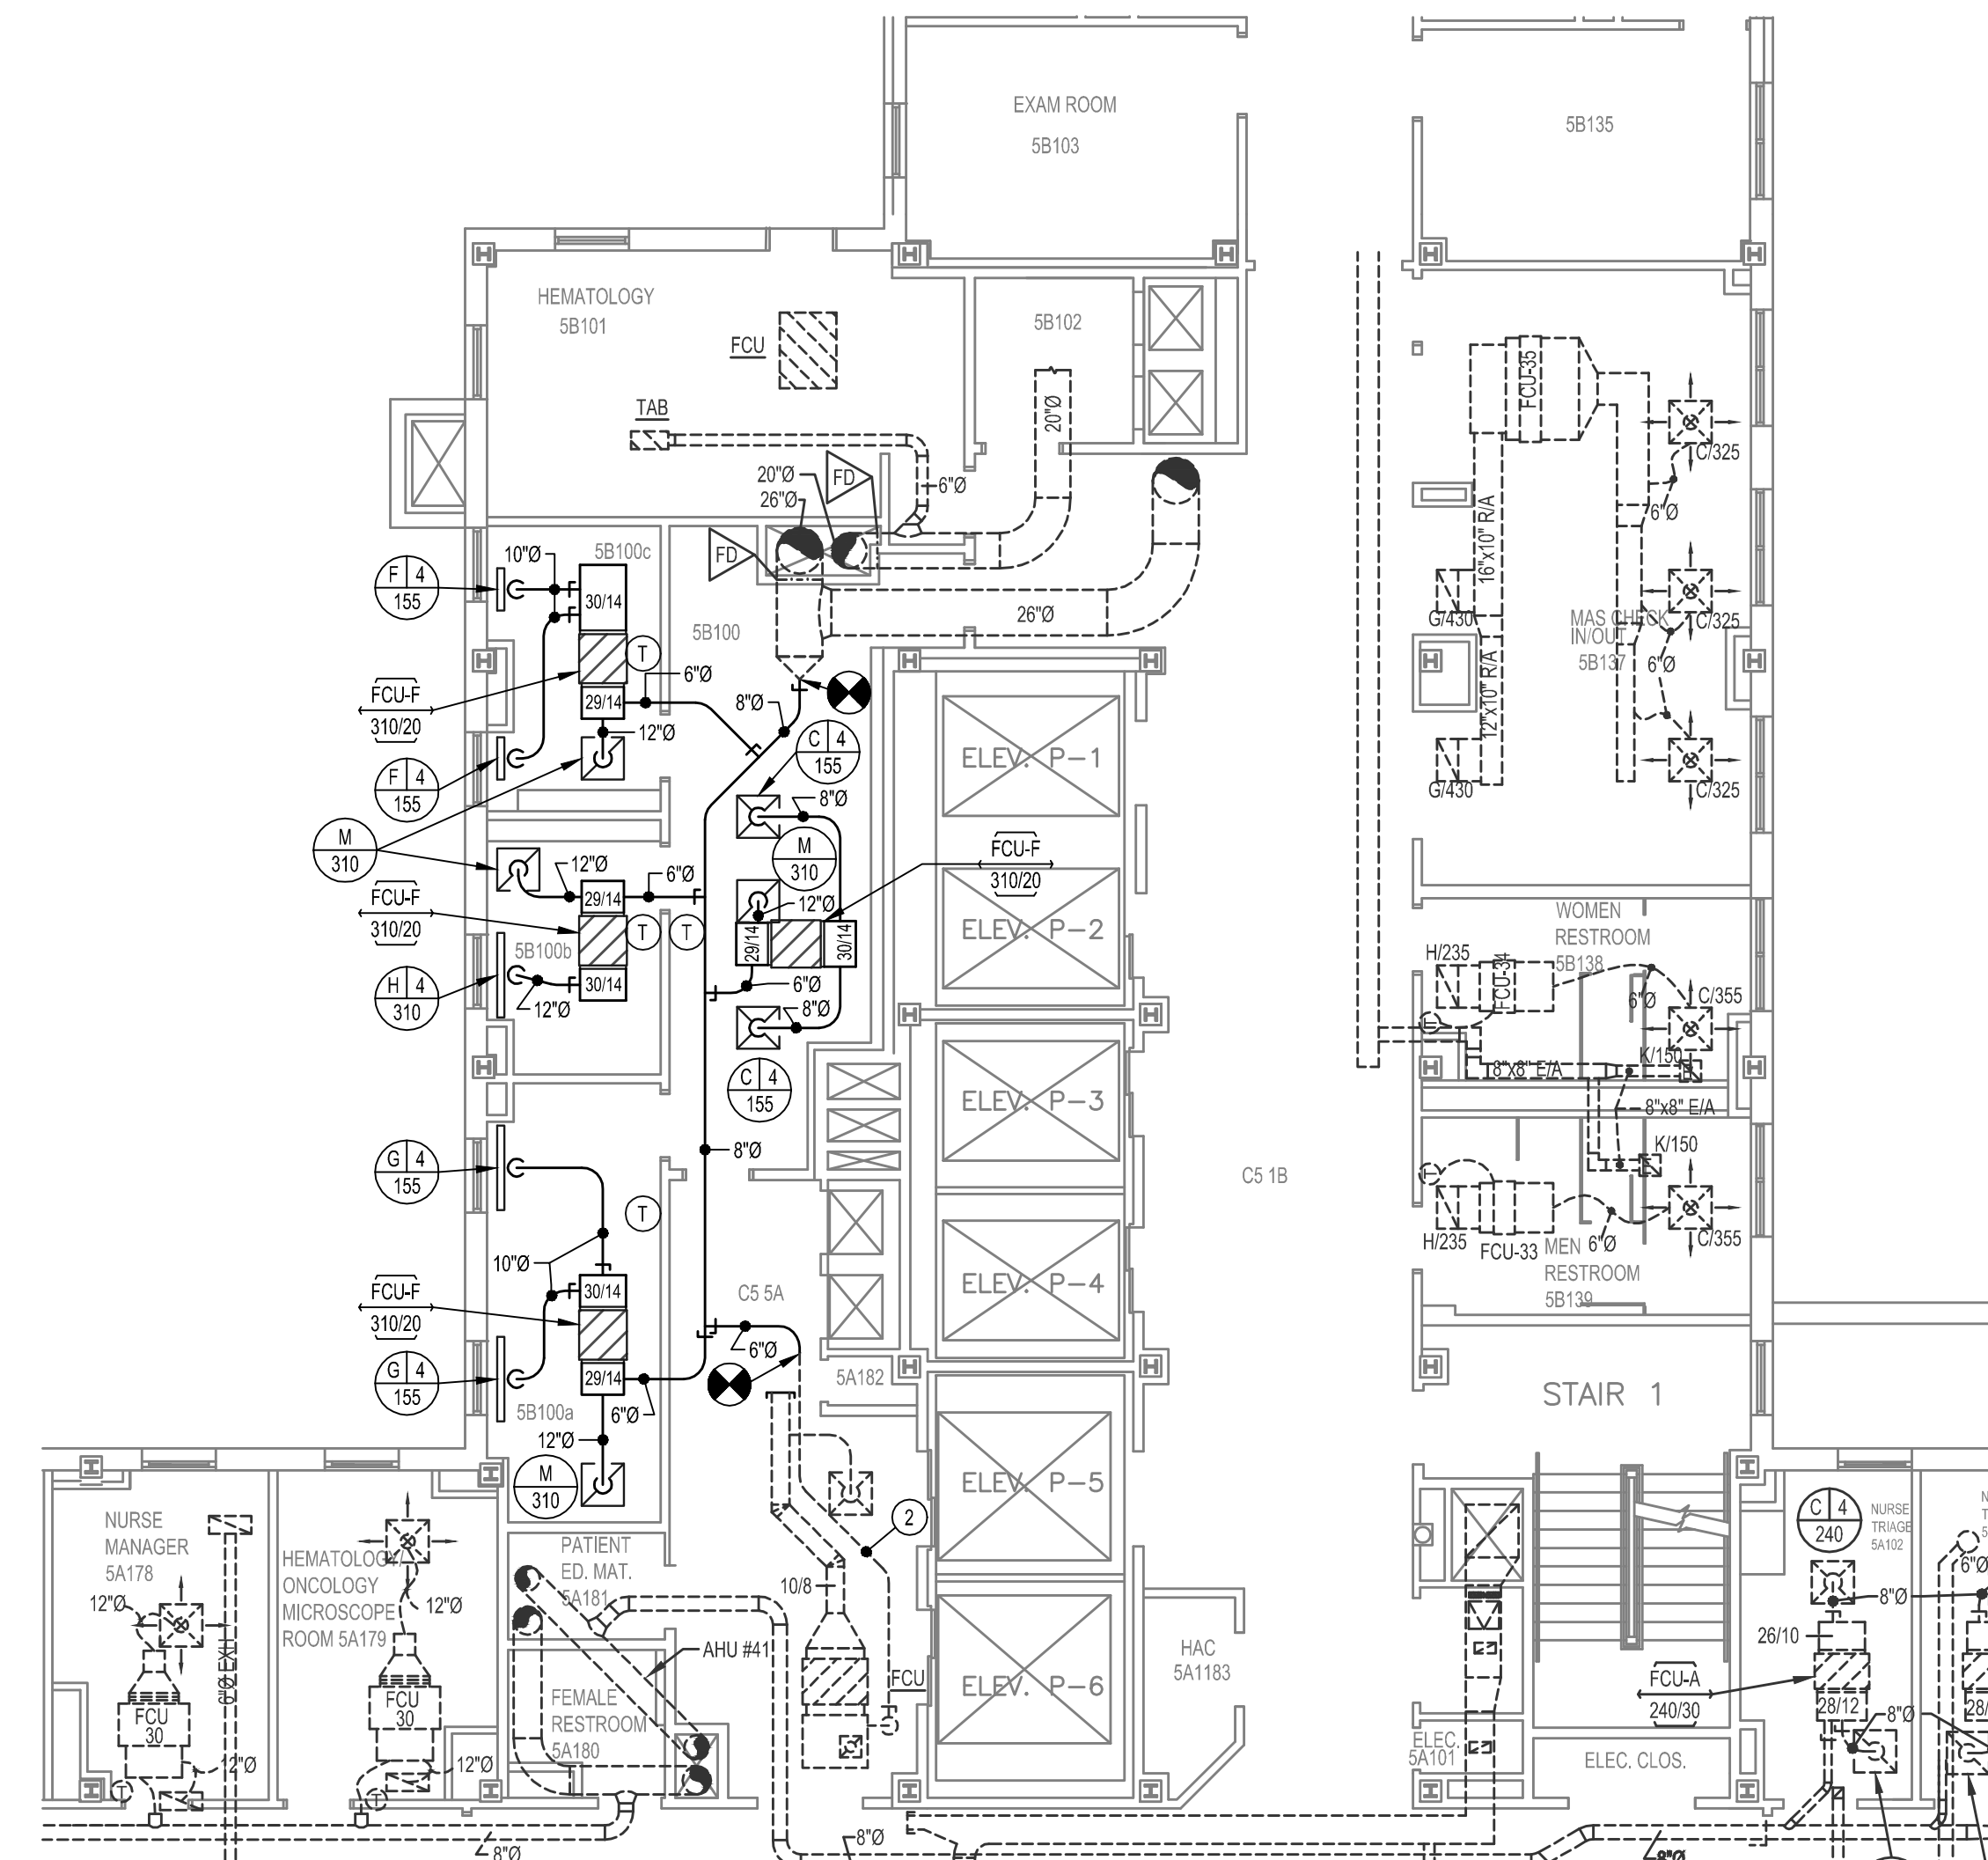 EXAM ROOM
5B103
5B135
HEMATOLOGY
5B101
FCU
5B102
TAB
20"Ø
20"Ø
26"Ø
FD
6"Ø
FD
FCU-35
C/325
6"Ø
16"x10" R/A
G/430
MAS CHECK
IN/OUT
5B137
C/325
6"Ø
12"x10" R/A
G/430
C/325
10"Ø
5B100c
F 4
155
30/14
5B100
26"Ø
T
FCU-F
310/20
29/14
6"Ø
8"Ø
12"Ø
C 4
155
F 4
155
ELEV. P-1
8"Ø
M
310
M
310
FCU-F
310/20
12"Ø
6"Ø
FCU-F
310/20
29/14
12"Ø
T
T
29/14
30/14
ELEV. P-2
5B100b
H 4
310
30/14
12"Ø
6"Ø
8"Ø
WOMEN
RESTROOM
5B138
H/235
FCU-34
6"Ø
C/355
T
K/150
8"x8" E/A
8"x8" E/A
C 4
155
ELEV. P-3
8"Ø
G 4
155
C5 1B
K/150
T
T
H/235
FCU-33
MEN
RESTROOM
5B139
6"Ø
C/355
10"Ø
FCU-F
310/20
30/14
C5 5A
ELEV. P-4
6"Ø
G 4
155
29/14
5B100a
6"Ø
5A182
STAIR 1
12"Ø
M
310
ELEV. P-5
2
NURSE
MANAGER
5A178
HEMATOLOGY/
ONCOLOGY
MICROSCOPE
ROOM 5A179
PATIENT
ED. MAT.
5A181
10/8
C 4
240
NURSE
TRIAGE
5A102
6"Ø
12"Ø
12"Ø
6"Ø EXH
AHU #41
FCU
ELEV. P-6
HAC
5A1183
8"Ø
26/10
FCU-A
240/30
28/12
28/
8"Ø
FCU
30
FCU
30
FEMALE
RESTROOM
5A180
12"Ø
12"Ø
T
T
ELEC.
5A101
ELEC. CLOS.
8"Ø
8"Ø
8"Ø